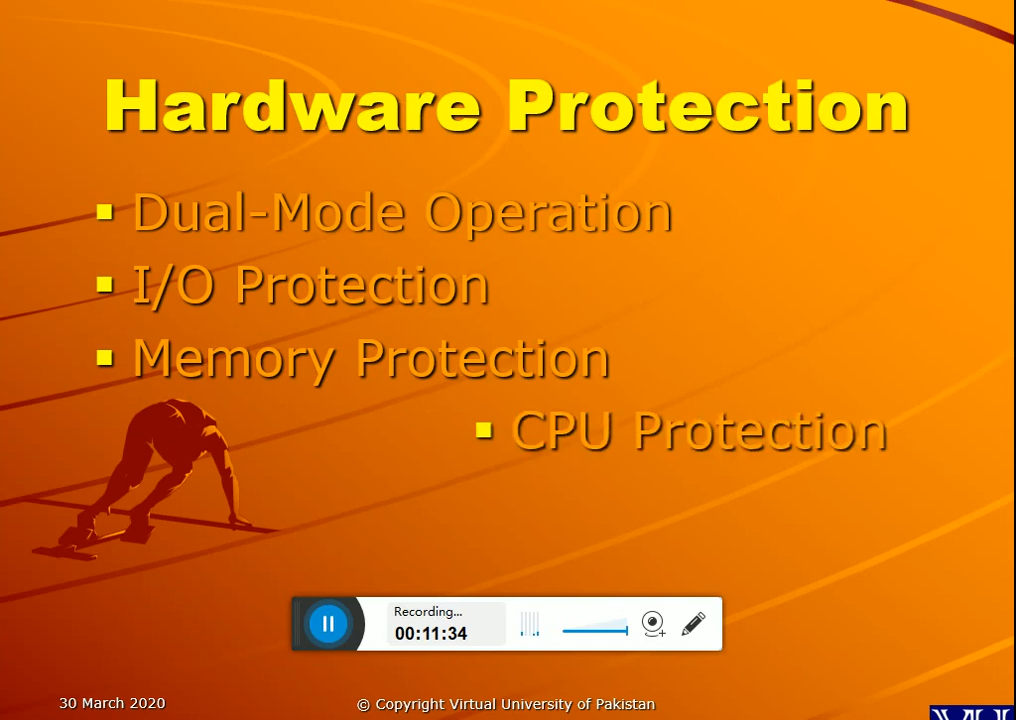 Hardware Protection
▪ Dual-Mode Operation
▪ I/O Protection
▪ Memory Protection
▪ CPU Protection
Recording...
00:11:34
30 March 2020
© Copyright Virtual University of Pakistan